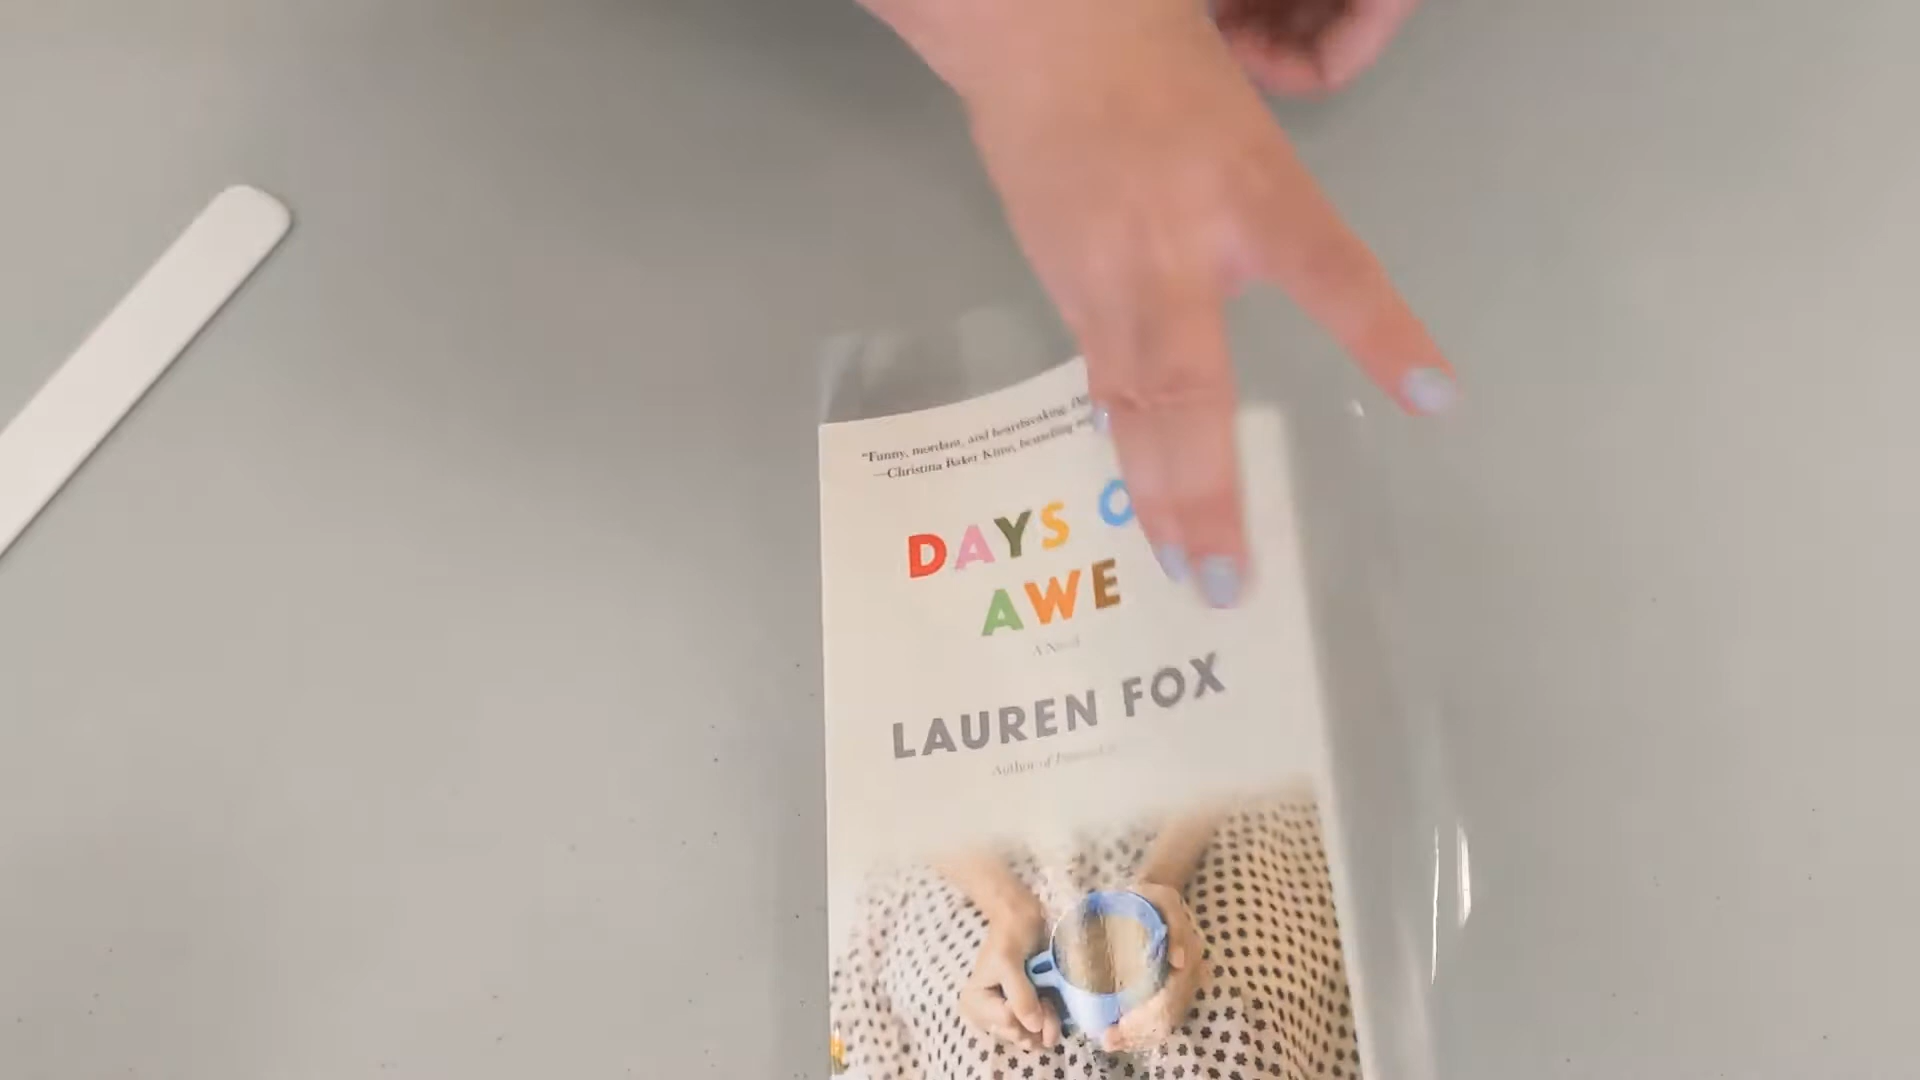 "Funny, mordant, and heartbreaking.
—Christina Baker Kline, bestselling
DAYS O
AWE
A Novel
LAUREN FOX
Author of